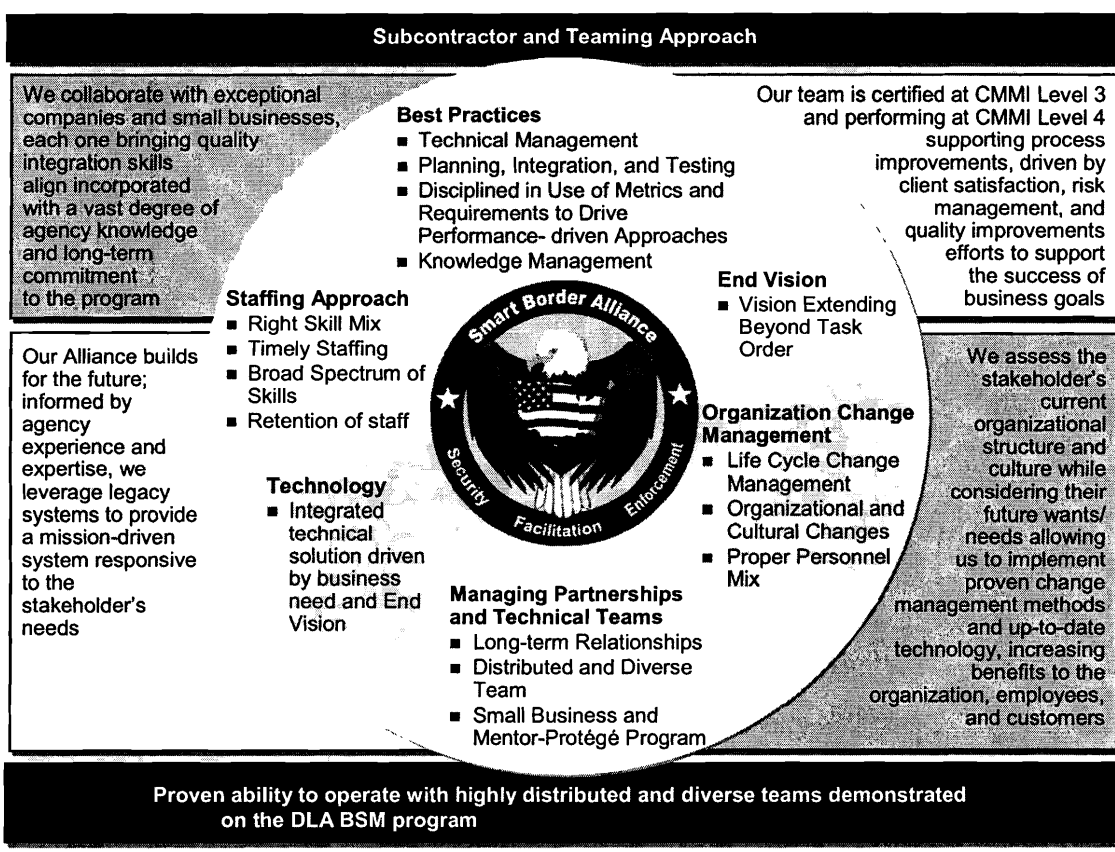 Subcontractor and Teaming Approach
We collaborate with exceptional
companies and small businesses,
each one bringing quality
integration skills
align incorporated
with a vast degree of
agency knowledge
and long-term
commitment
to the program
Best Practices
■ Technical Management
■ Planning, Integration, and Testing
■ Disciplined in Use of Metrics and
Requirements to Drive
Performance- driven Approaches
■ Knowledge Management
Our team is certified at CMMI Level 3
and performing at CMMI Level 4
supporting process
improvements, driven by
client satisfaction, risk
management, and
quality improvements
efforts to support
the success of
business goals
Staffing Approach
■ Right Skill Mix
■ Timely Staffing
■ Broad Spectrum of
Skills
■ Retention of staff
Smart Border Alliance
Security
Facilitation
Enforcement
End Vision
■ Vision Extending
Beyond Task
Order
Our Alliance builds
for the future;
informed by
agency
experience and
expertise, we
leverage legacy
systems to provide
a mission-driven
system responsive
to the
stakeholder's
needs
Technology
■ Integrated
technical
solution driven
by business
need and End
Vision
Organization Change
Management
■ Life Cycle Change
Management
■ Organizational and
Cultural Changes
■ Proper Personnel
Mix
We assess the
stakeholder's
current
organizational
structure and
culture while
considering their
future wants/
needs allowing
us to implement
proven change
management methods
and up-to-date
technology, increasing
benefits to the
organization, employees,
and customers
Managing Partnerships
and Technical Teams
■ Long-term Relationships
■ Distributed and Diverse
Team
■ Small Business and
Mentor-Protégé Program
Proven ability to operate with highly distributed and diverse teams demonstrated
on the DLA BSM program